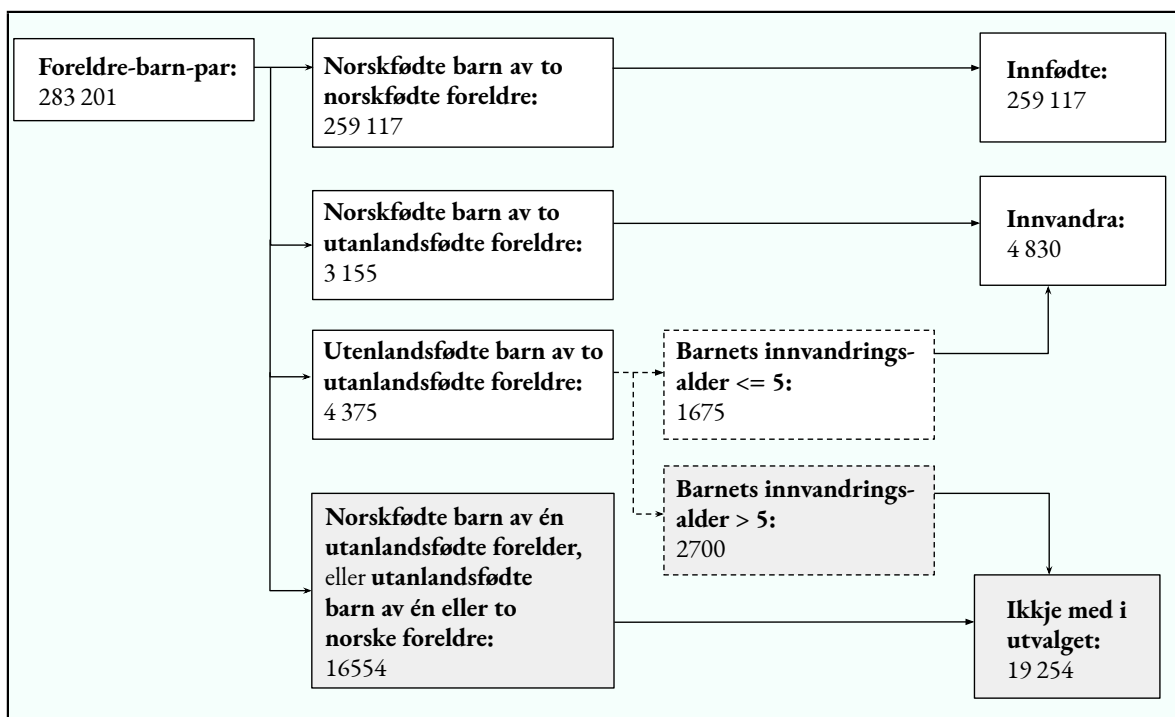 Foreldre-barn-par:
283 201
Norskfødte barn av to
norskfødte foreldre:
259 117
Innfødte:
259 117
Norskfødte barn av to
utanlandsfødte foreldre:
3 155
Innvandra:
4 830
Utenlandsfødte barn av to
utanlandsfødte foreldre:
4 375
Barnets innvandrings-
alder <= 5:
1675
Barnets innvandrings-
alder > 5:
2700
Norskfødte barn av én
utanlandsfødte forelder,
eller utanlandsfødte
barn av én eller to
norske foreldre:
16554
Ikkje med i
utvalget:
19 254